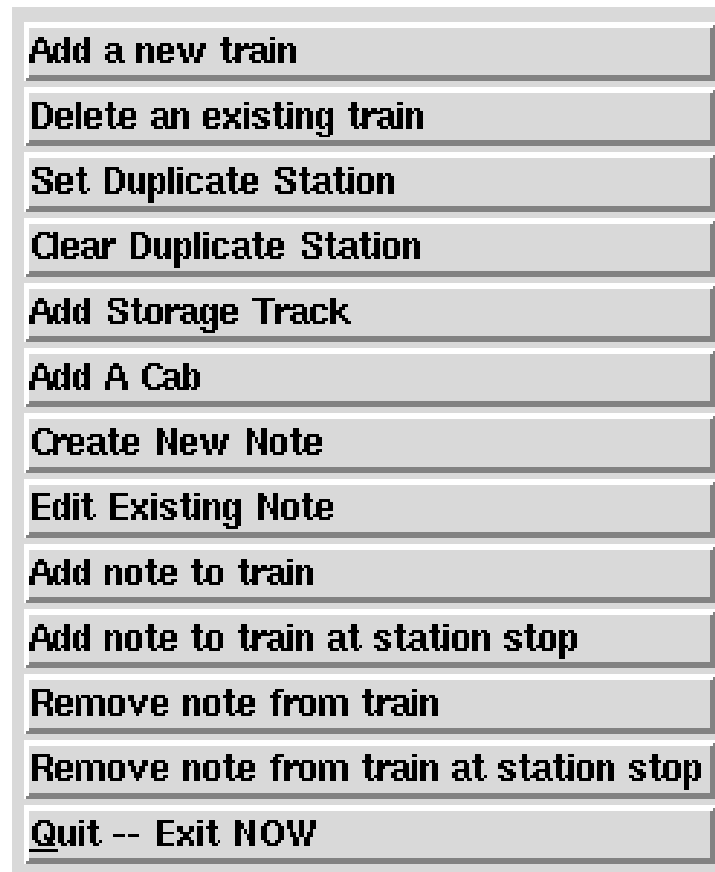 Add a new train
Delete an existing train
Set Duplicate Station
Clear Duplicate Station
Add Storage Track
Add A Cab
Create New Note
Edit Existing Note
Add note to train
Add note to train at station stop
Remove note from train
Remove note from train at station stop
Quit -- Exit NOW